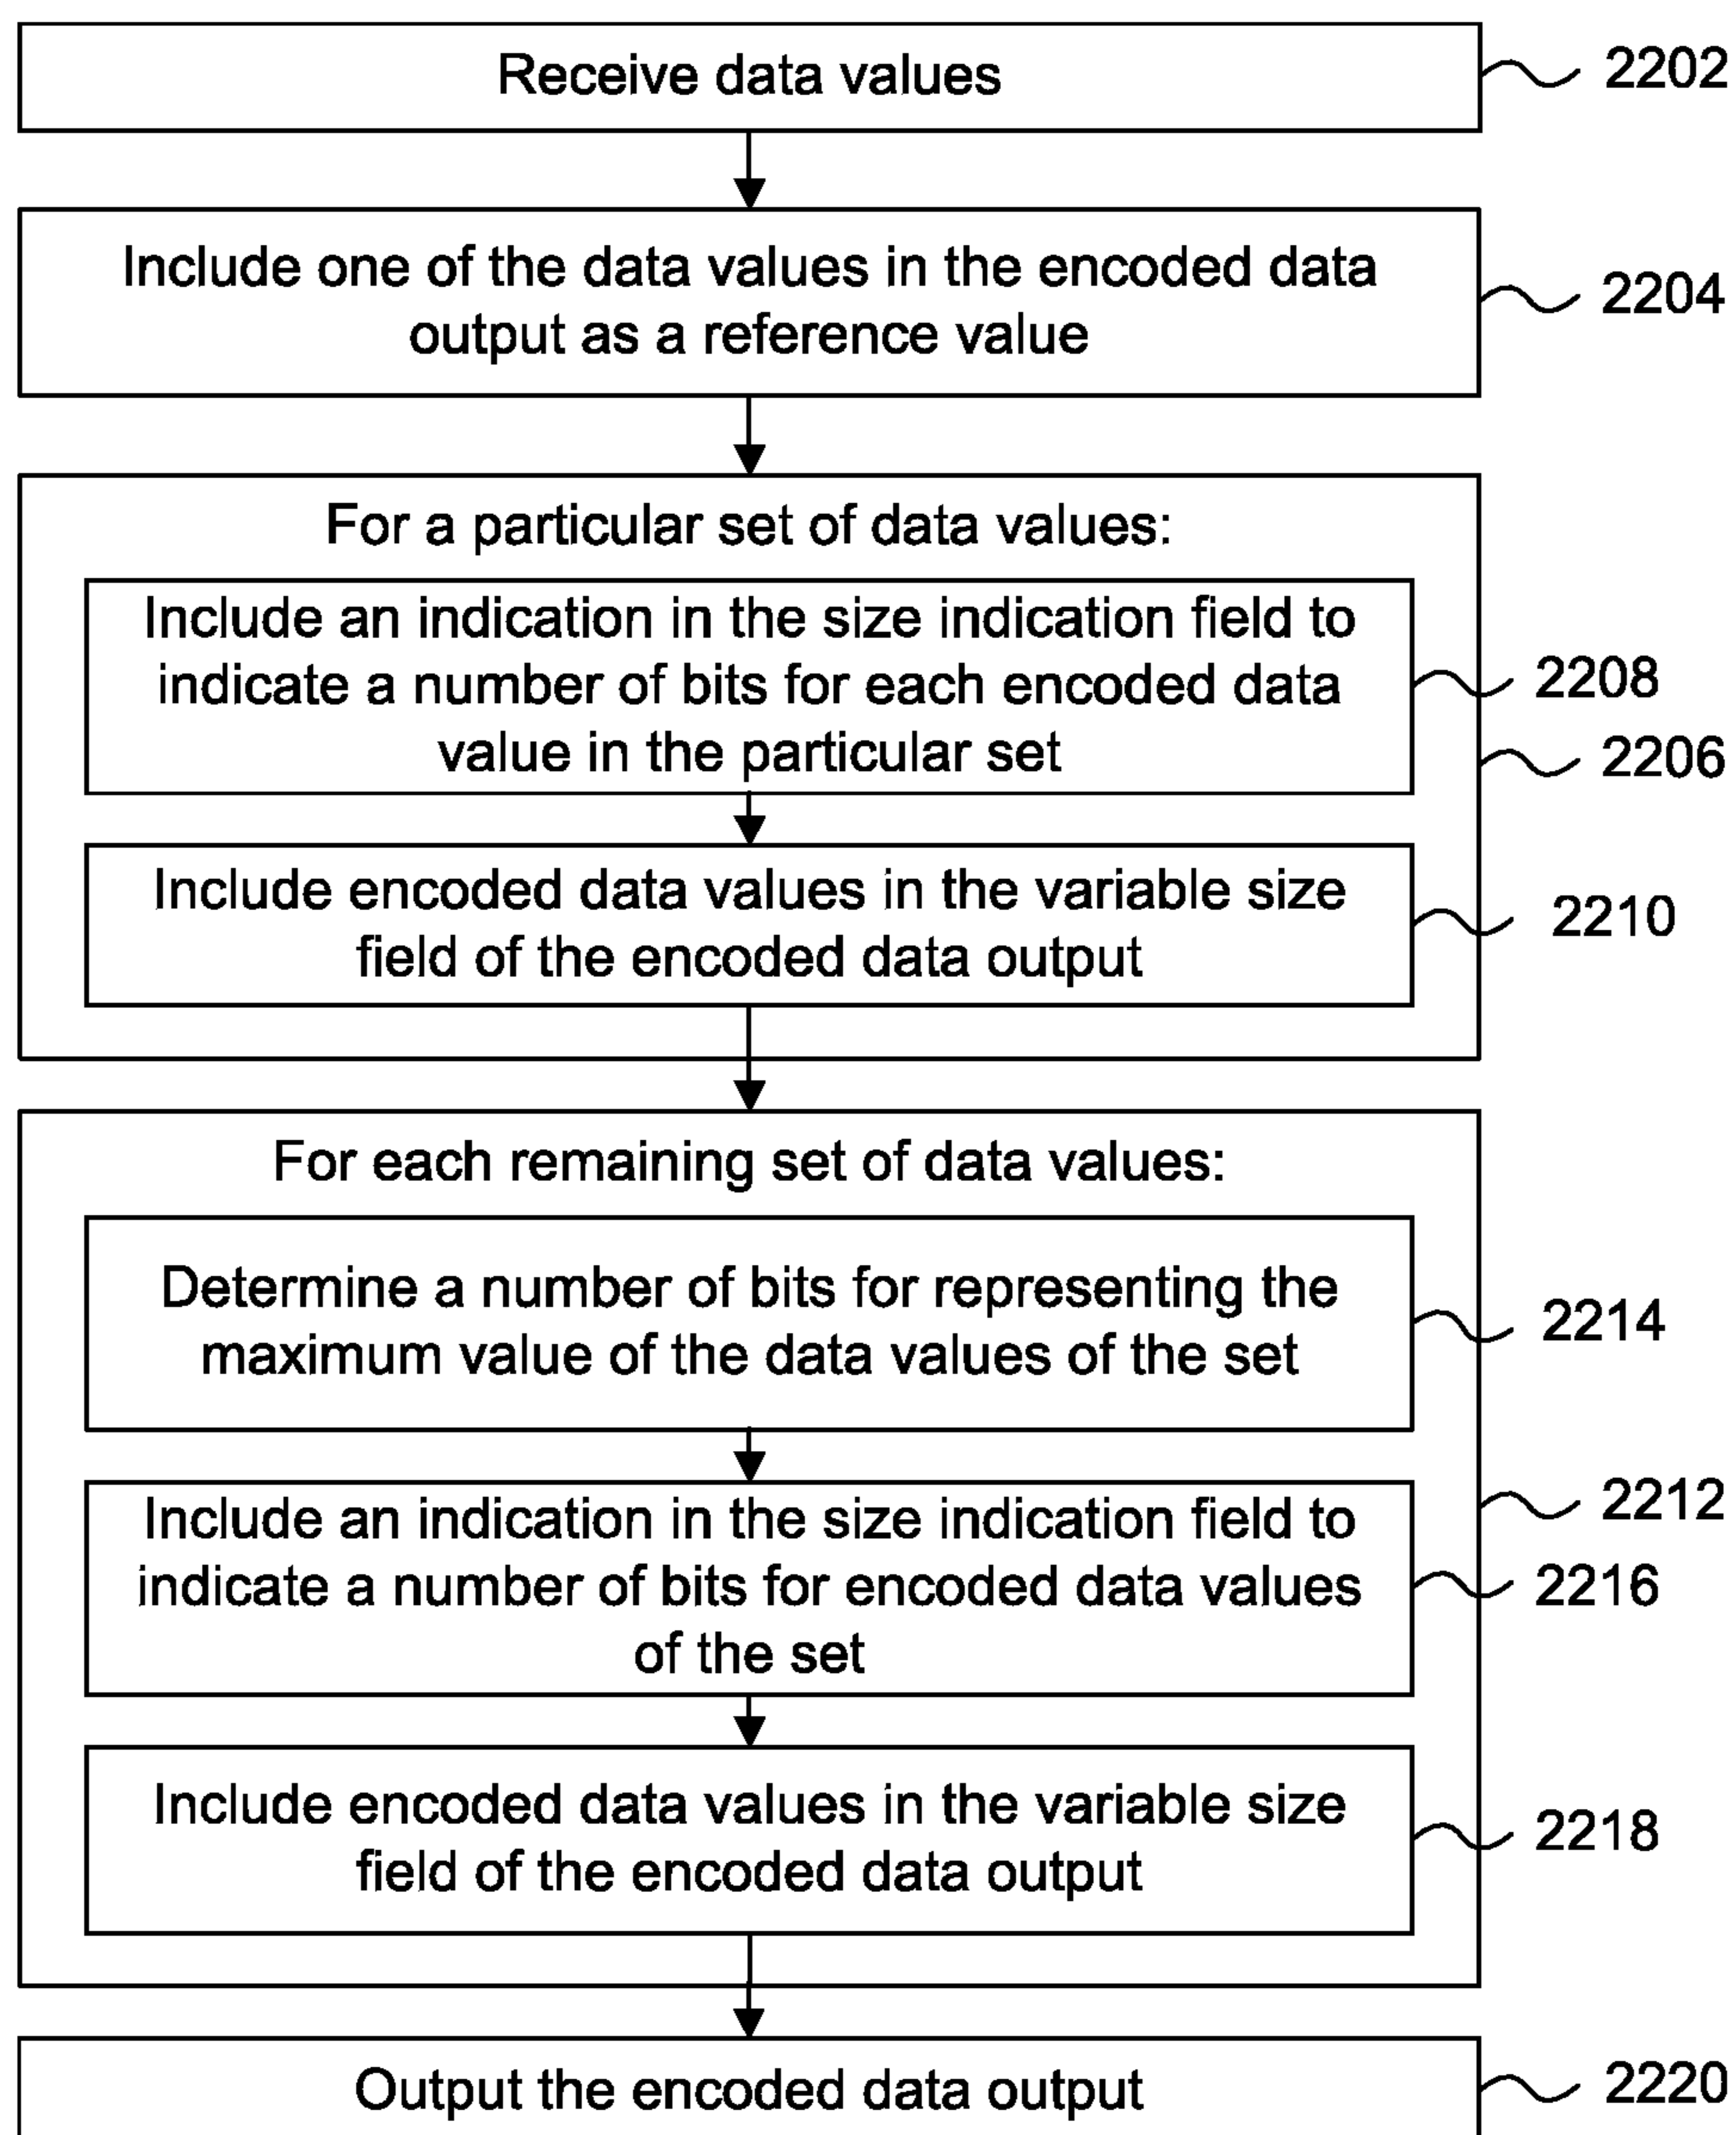 Receive data values
2202
Include one of the data values in the encoded data
output as a reference value
2204
For a particular set of data values:
Include an indication in the size indication field to
indicate a number of bits for each encoded data
value in the particular set
2208
2206
Include encoded data values in the variable size
field of the encoded data output
2210
For each remaining set of data values:
Determine a number of bits for representing the
maximum value of the data values of the set
2214
2212
Include an indication in the size indication field to
indicate a number of bits for encoded data values
of the set
2216
Include encoded data values in the variable size
field of the encoded data output
2218
Output the encoded data output
2220